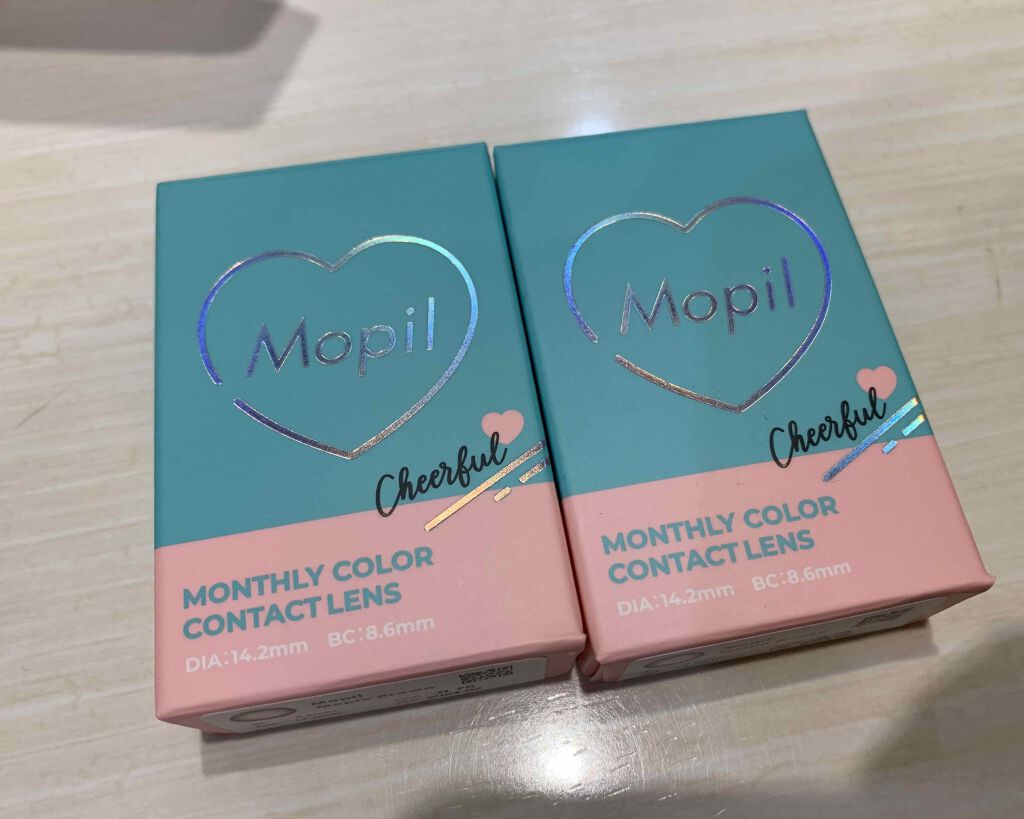 Mopil
Cheerful
MONTHLY COLOR
CONTACT LENS
DIA:14.2mm BC:8.6mm
Mopil
Mopil
Cheerful
MONTHLY COLOR
CONTACT LENS
DIA:14.2mm BC:8.6mm